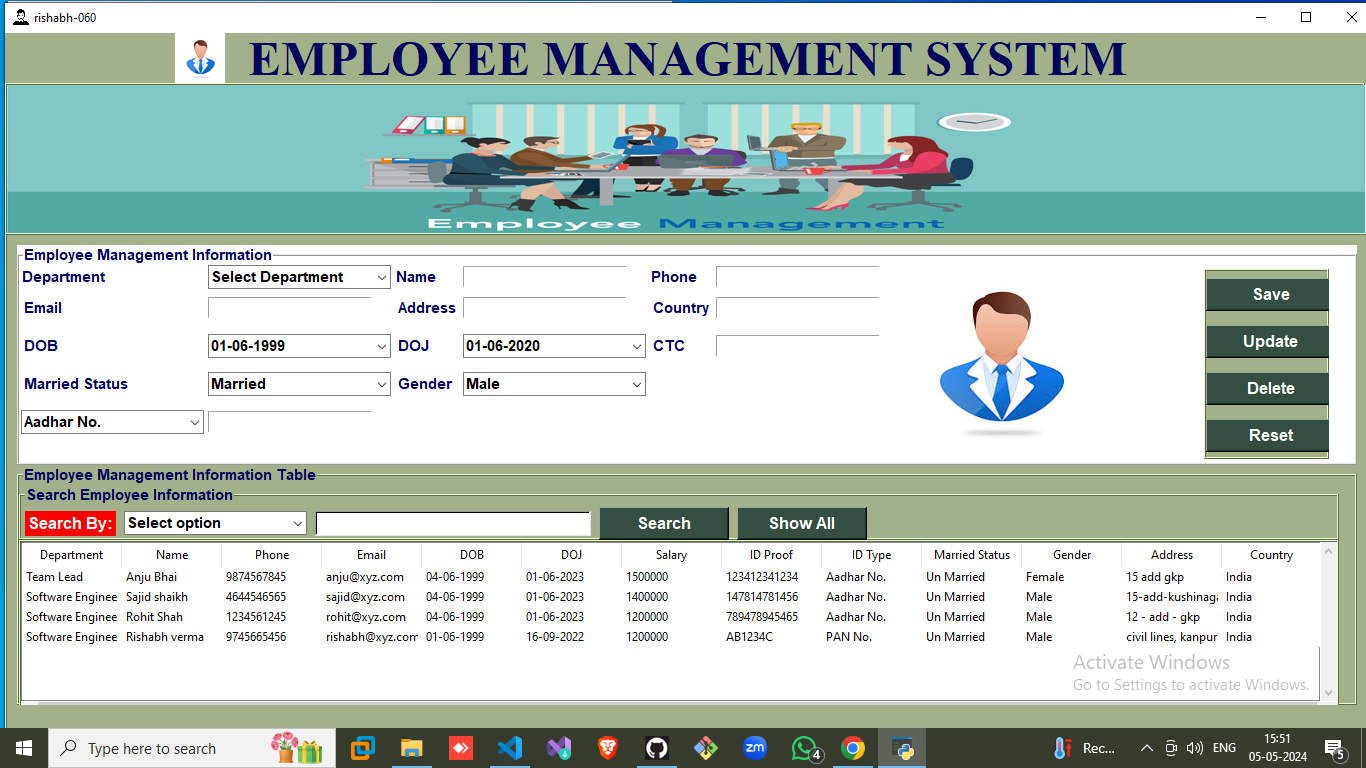 rishabh-060
EMPLOYEE MANAGEMENT SYSTEM
Employee Management
Employee Management Information
Department Select Department Name Phone
Email Address Country
DOB 01-06-1999 DOJ 01-06-2020 CTC
Married Status Married Gender Male
Aadhar No.
Save
Update
Delete
Reset
Employee Management Information Table
Search Employee Information
Search By: Select option Search Show All
Department Name Phone Email DOB DOJ Salary ID Proof ID Type Married Status Gender Address Country
Team Lead Anju Bhai 9874567845 anju@xyz.com 04-06-1999 01-06-2023 1500000 123412341234 Aadhar No. Un Married Female 15 add gkp India
Software Enginee Sajid shaikh 4644546565 sajid@xyz.com 04-06-1999 01-06-2023 1400000 147814781456 Aadhar No. Un Married Male 15-add-kushinaga India
Software Enginee Rohit Shah 1234561245 rohit@xyz.com 04-06-1999 01-06-2023 1200000 789478945465 Aadhar No. Un Married Male 12 - add - gkp India
Software Enginee Rishabh verma 9745665456 rishabh@xyz.com 01-06-1999 16-09-2022 1200000 AB1234C PAN No. Un Married Male civil lines, kanpur India
Activate Windows
Go to Settings to activate Windows.
Type here to search zm 4 Rec... ENG 15:51
05-05-2024 5